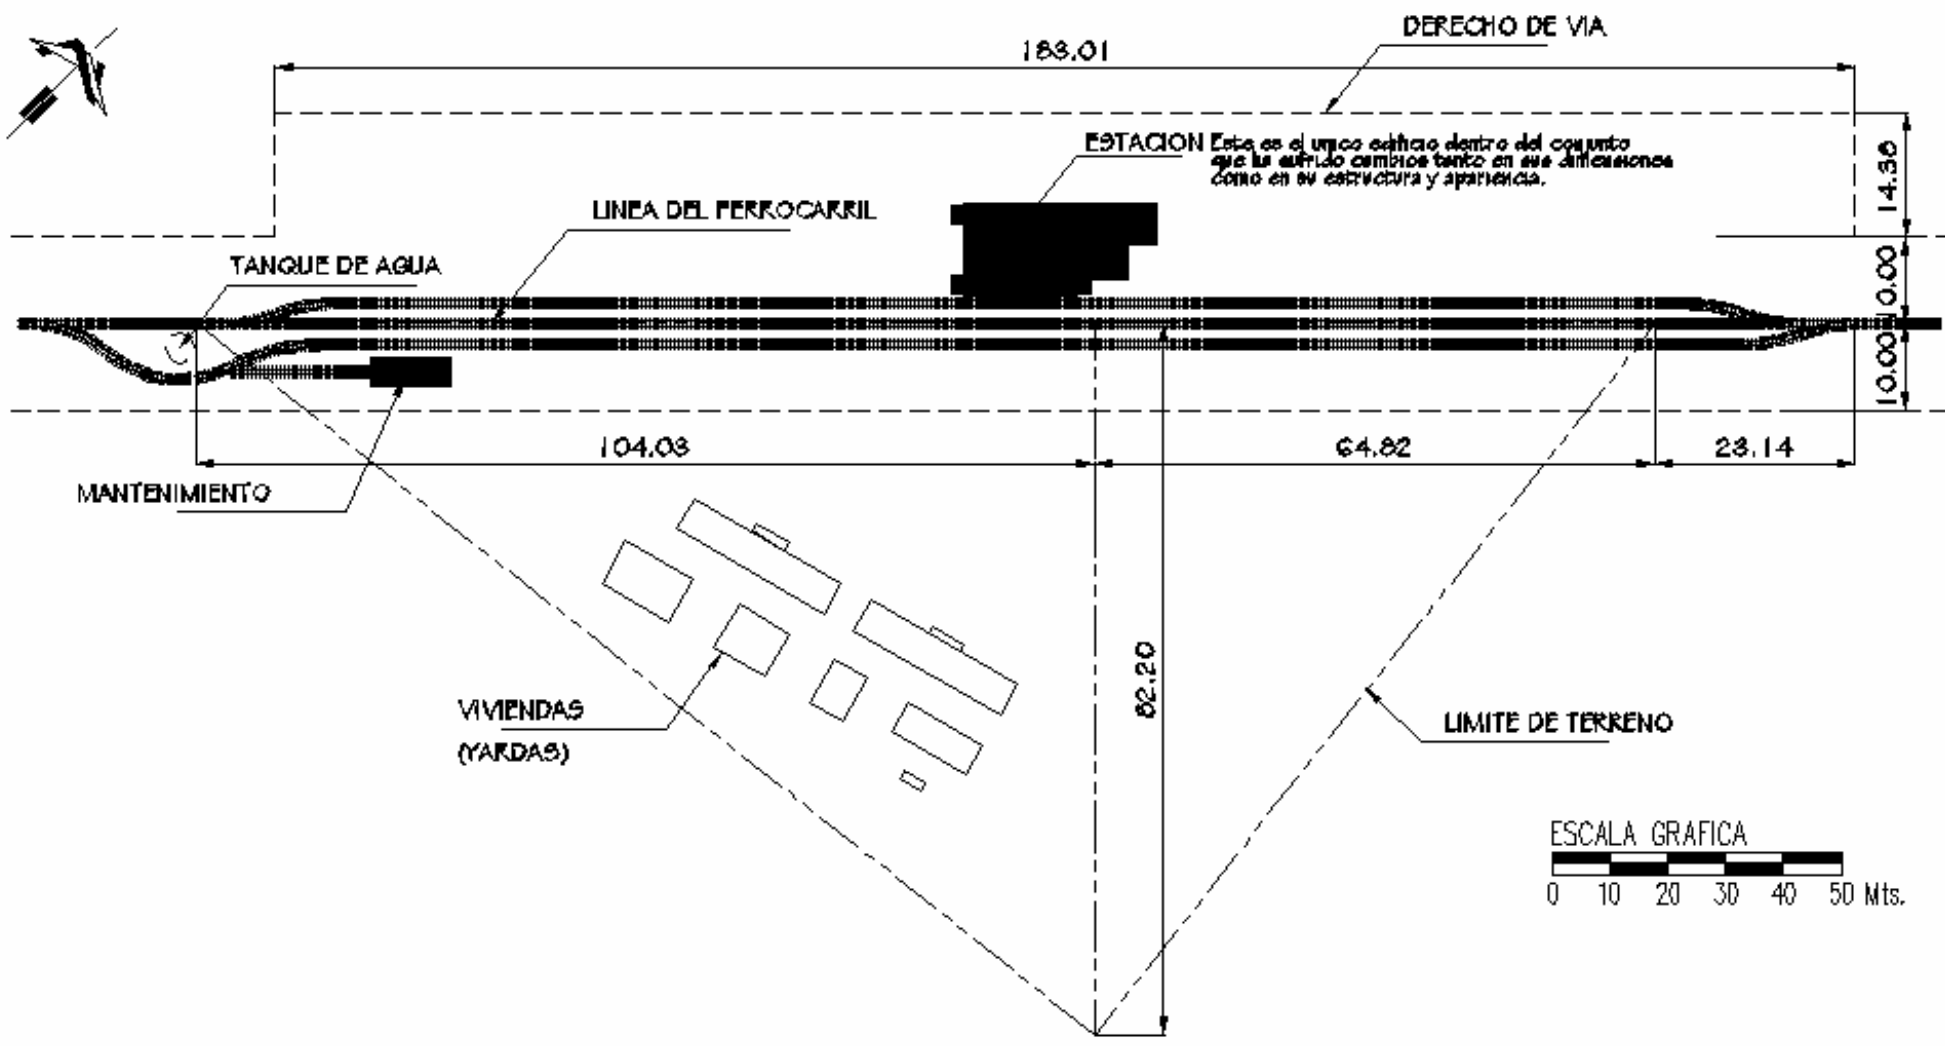 DERECHO DE VIA
183.01
ESTACION Este es el unico edificio dentro del conjunto
que ha sufrido cambios tanto en sus dimensiones
como en su estructura y apariencia.
14.36
LINEA DEL FERROCARRIL
TANQUE DE AGUA
10.00
10.00
104.03
64.82
23.14
MANTENIMIENTO
82.20
VIVIENDAS
(YARDAS)
LIMITE DE TERRENO
ESCALA GRAFICA
0 10 20 30 40 50 Mts.